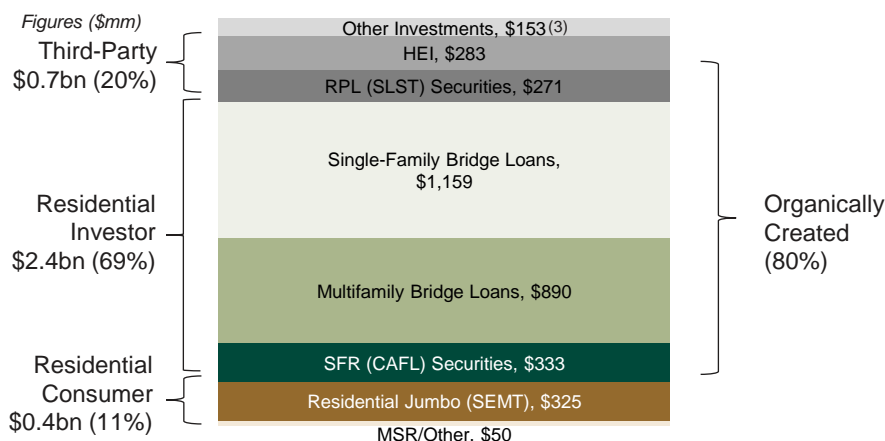 Figures ($mm)
Third-Party
$0.7bn (20%)
Residential
Investor
$2.4bn (69%)
Residential
Consumer
$0.4bn (11%)
Other Investments, $153(3)
HEI, $283
RPL (SLST) Securities, $271
Single-Family Bridge Loans,
$1,159
Multifamily Bridge Loans, $890
SFR (CAFL) Securities, $333
Residential Jumbo (SEMT), $325
MSR/Other, $50
Organically
Created
(80%)